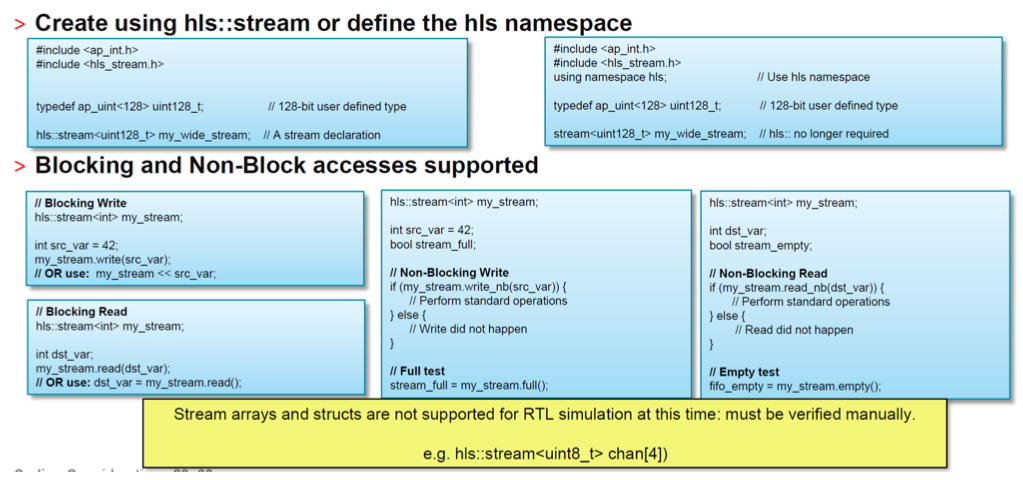 > Create using hls::stream or define the hls namespace
#include <ap_int.h>
#include <hls_stream.h>
typedef ap_uint<128> uint128_t; // 128-bit user defined type
hls::stream<uint128_t> my_wide_stream; // A stream declaration
#include <ap_int.h>
#include <hls_stream.h>
using namespace hls; // Use hls namespace
typedef ap_uint<128> uint128_t; // 128-bit user defined type
stream<uint128_t> my_wide_stream; // hls:: no longer required
> Blocking and Non-Block accesses supported
// Blocking Write
hls::stream<int> my_stream;
int src_var = 42;
my_stream.write(src_var);
// OR use: my_stream << src_var;
// Blocking Read
hls::stream<int> my_stream;
int dst_var;
my_stream.read(dst_var);
// OR use: dst_var = my_stream.read();
hls::stream<int> my_stream;
int src_var = 42;
bool stream_full;
// Non-Blocking Write
if (my_stream.write_nb(src_var)) {
// Perform standard operations
} else {
// Write did not happen
}
// Full test
stream_full = my_stream.full();
hls::stream<int> my_stream;
int dst_var;
bool stream_empty;
// Non-Blocking Read
if (my_stream.read_nb(dst_var)) {
// Perform standard operations
} else {
// Read did not happen
}
// Empty test
fifo_empty = my_stream.empty();
Stream arrays and structs are not supported for RTL simulation at this time: must be verified manually.
e.g. hls::stream<uint8_t> chan[4])